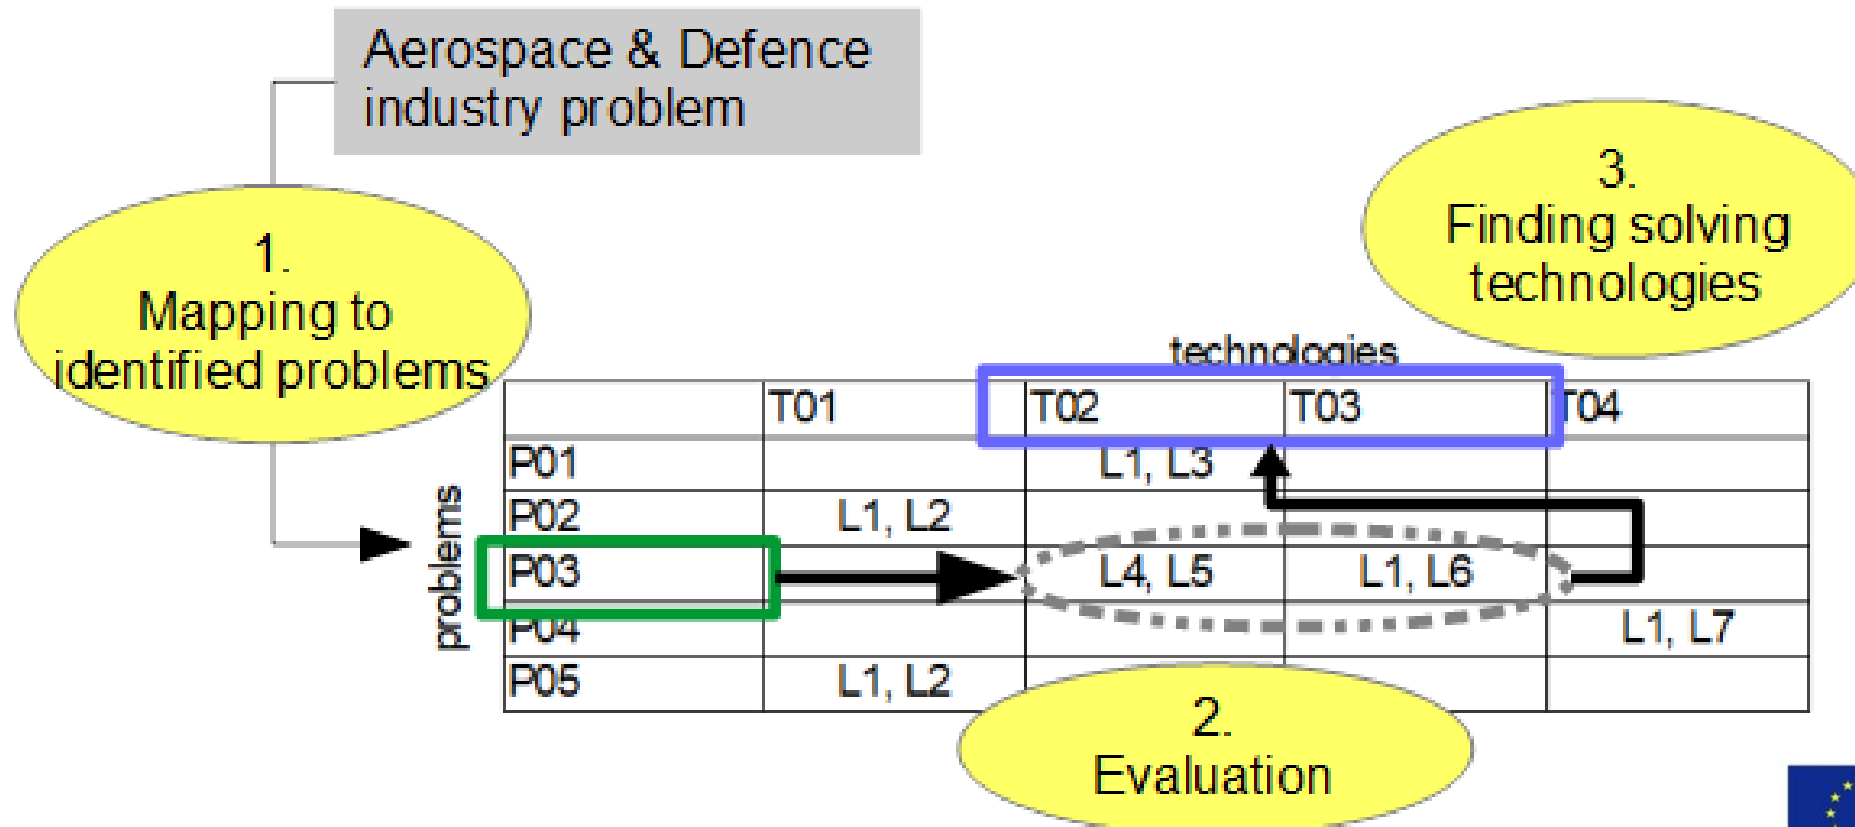 Aerospace & Defence
industry problem
3.
Finding solving
technologies
1.
Mapping to
identified problems
technologies
T01 T02 T03 T04
problems
P01 L1, L3
P02 L1, L2
P03 L4, L5 L1, L6
P04 L1, L7
P05 L1, L2
2.
Evaluation